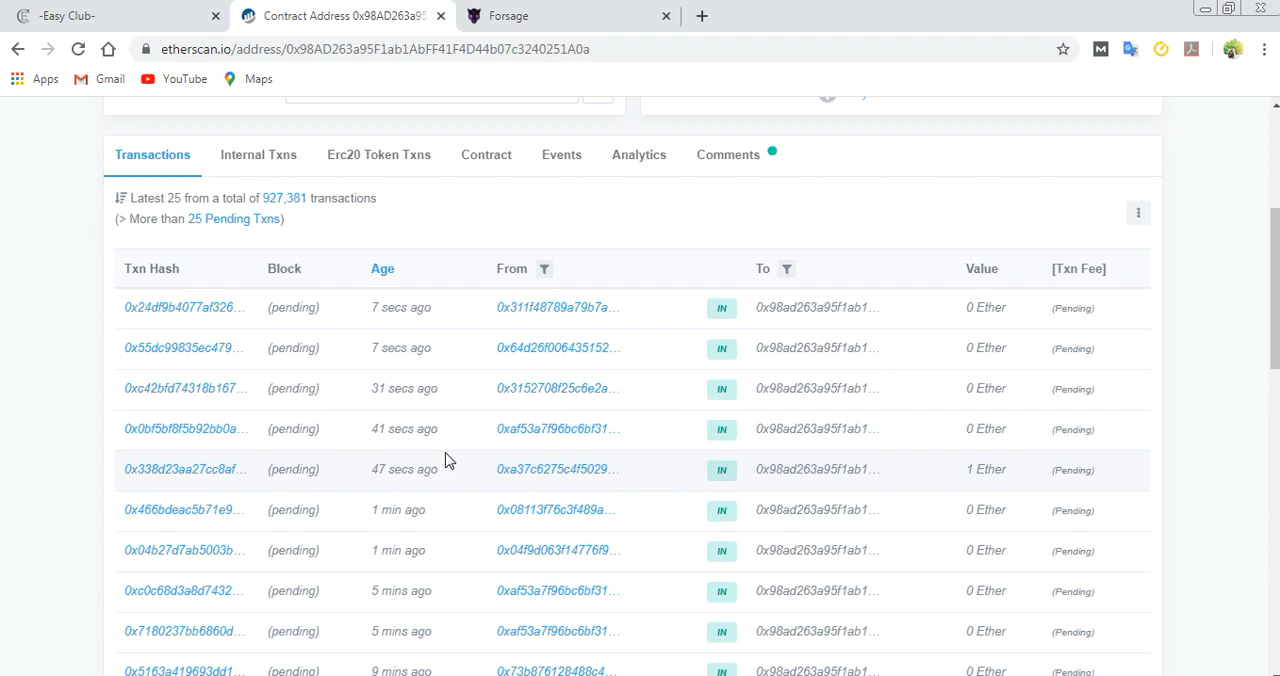 -Easy Club-
Contract Address 0x98AD263a95
Forsage
etherscan.io/address/0x98AD263a95F1ab1AbFF41F4D44b07c3240251A0a
Apps Gmail YouTube Maps
Transactions Internal Txns Erc20 Token Txns Contract Events Analytics Comments
Latest 25 from a total of 927,381 transactions
(> More than 25 Pending Txns)
Txn Hash Block Age From To Value [Txn Fee]
0x24df9b4077af326... (pending) 7 secs ago 0x311f48789a79b7a... IN 0x98ad263a95f1ab1... 0 Ether (Pending)
0x55dc99835ec479... (pending) 7 secs ago 0x64d26f006435152... IN 0x98ad263a95f1ab1... 0 Ether (Pending)
0xc42bfd74318b167... (pending) 31 secs ago 0x3152708f25c6e2a... IN 0x98ad263a95f1ab1... 0 Ether (Pending)
0x0bf5bf8f5b92bb0a... (pending) 41 secs ago 0xaf53a7f96bc6bf31... IN 0x98ad263a95f1ab1... 0 Ether (Pending)
0x338d23aa27cc8af... (pending) 47 secs ago 0xa37c6275c4f5029... IN 0x98ad263a95f1ab1... 1 Ether (Pending)
0x466bdeac5b71e9... (pending) 1 min ago 0x08113f76c3f489a... IN 0x98ad263a95f1ab1... 0 Ether (Pending)
0x04b27d7ab5003b... (pending) 1 min ago 0x04f9d063f14776f9... IN 0x98ad263a95f1ab1... 0 Ether (Pending)
0xc0c68d3a8d7432... (pending) 5 mins ago 0xaf53a7f96bc6bf31... IN 0x98ad263a95f1ab1... 0 Ether (Pending)
0x7180237bb6860d... (pending) 5 mins ago 0xaf53a7f96bc6bf31... IN 0x98ad263a95f1ab1... 0 Ether (Pending)
0x5163a419693dd1... (pending) 9 mins ago 0x73b876128488c4... IN 0x98ad263a95f1ab1... 0 Ether (Pending)